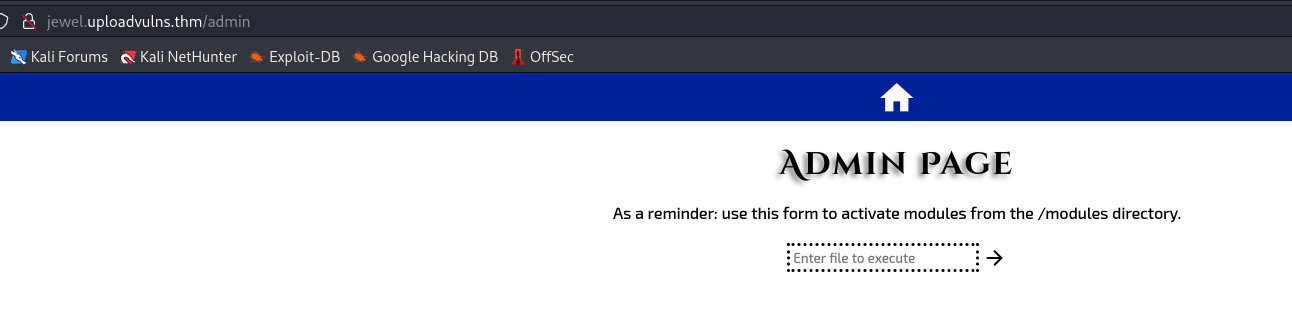 jewel.uploadvulns.thm/admin
Kali Forums Kali NetHunter Exploit-DB Google Hacking DB OffSec
Admin Page
As a reminder: use this form to activate modules from the /modules directory.
Enter file to execute